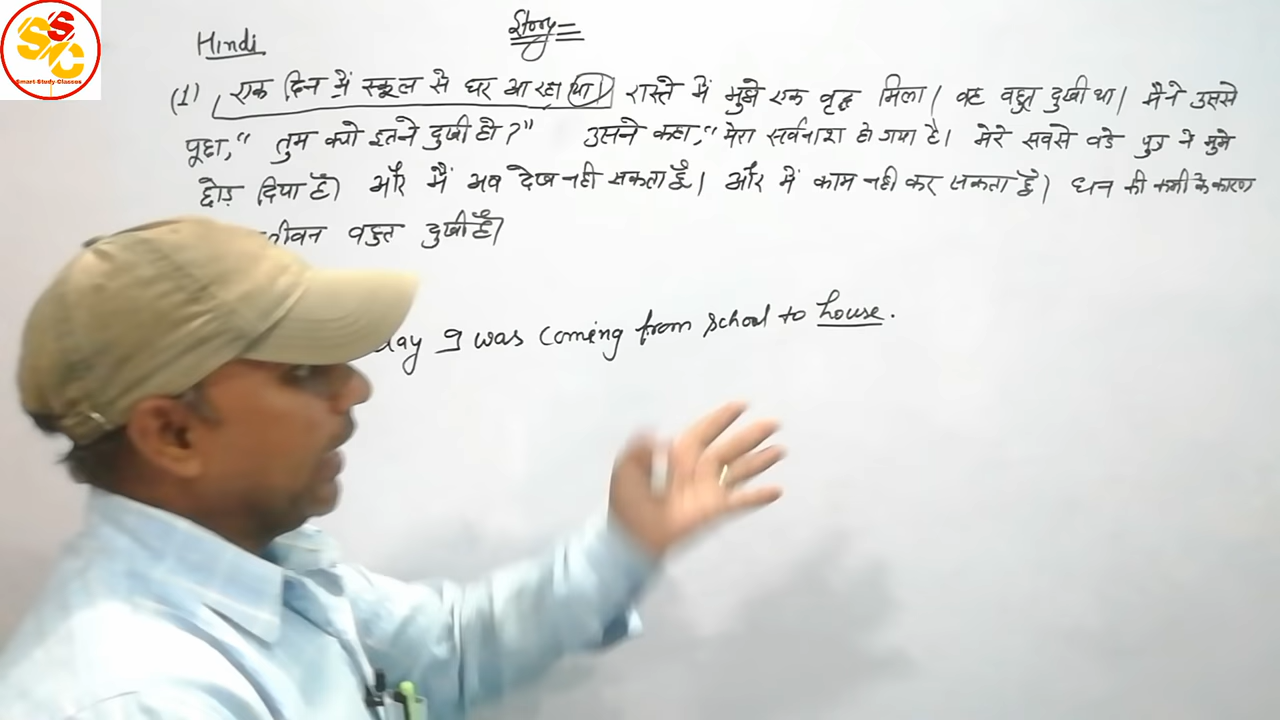 SSC
Smart Study Classes
Story
Hindi
(1) एक दिन में स्कूल से घर आ रहा था। रास्ते में मुझे एक वृद्ध मिला। वह बहुत दुखी था। मैंने उससे
पूछा," तुम क्यो इतने दुखी हो?" उसने कहा," मेरा सर्वनाश हो गया है। मेरे सबसे बडे पुत्र ने मुझे
छोड़ दिया है। और मैं अब देख नही सकता हूँ। और में काम नही कर सकता हूँ। धन की कमी के कारण
जीवन बहुत दुखी है।
day I was coming from school to house.